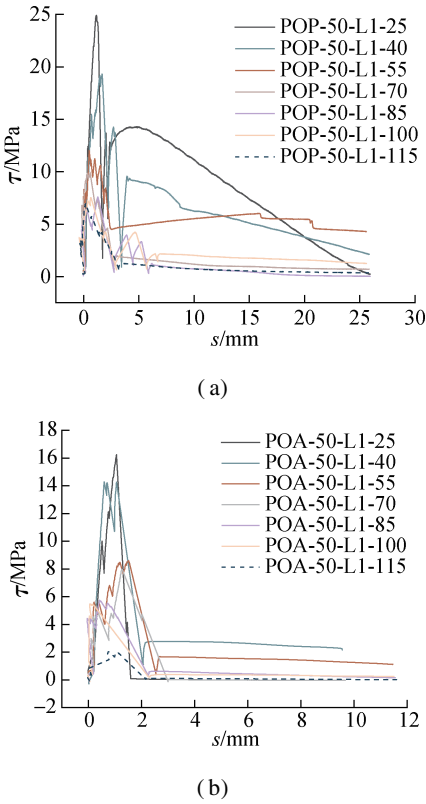 25
20
15
10
5
0
τ/MPa
POP-50-L1-25
POP-50-L1-40
POP-50-L1-55
POP-50-L1-70
POP-50-L1-85
POP-50-L1-100
POP-50-L1-115
0 5 10 15 20 25 30
s/mm
(a)
18
16
14
12
10
8
6
4
2
0
−2
τ/MPa
POA-50-L1-25
POA-50-L1-40
POA-50-L1-55
POA-50-L1-70
POA-50-L1-85
POA-50-L1-100
POA-50-L1-115
0 2 4 6 8 10 12
s/mm
(b)